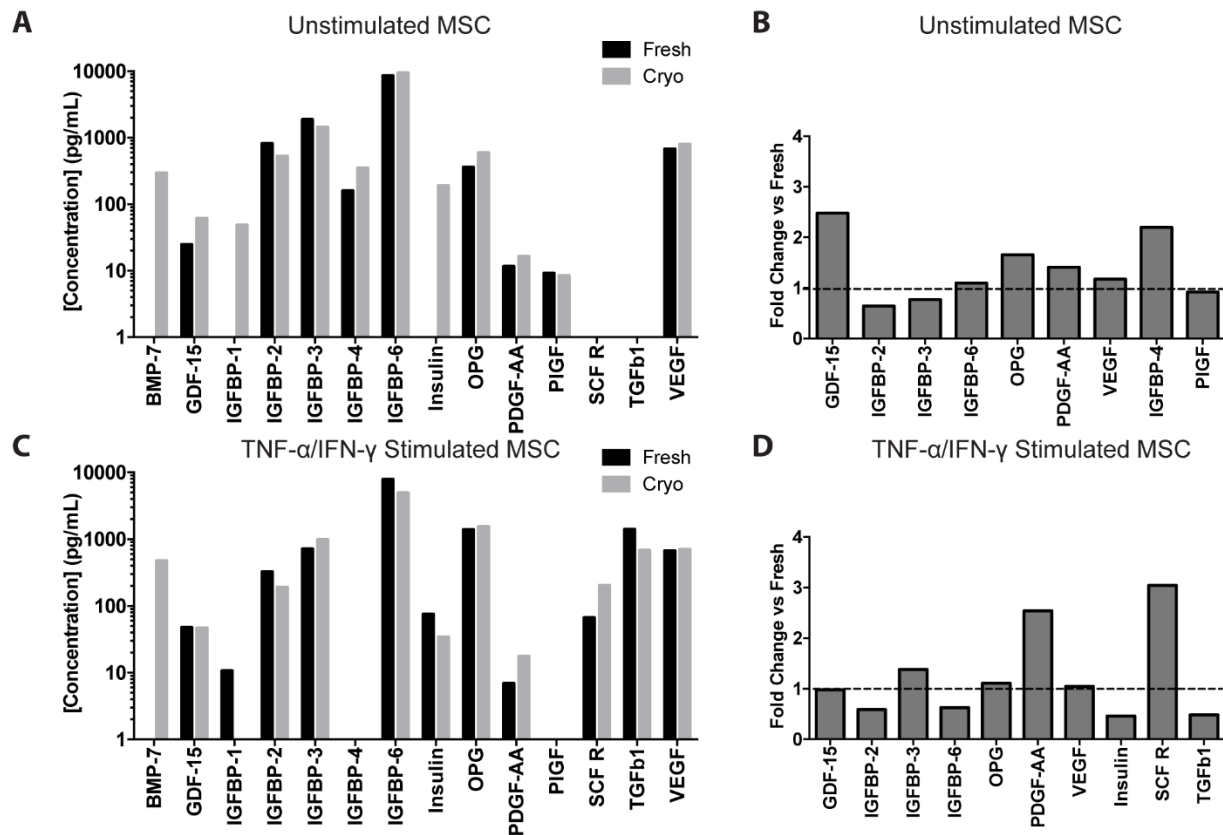 A
Unstimulated MSC
Fresh
Cryo
[Concentration] (pg/mL)
10000
1000
100
10
1
BMP-7
GDF-15
IGFBP-1
IGFBP-2
IGFBP-3
IGFBP-4
IGFBP-6
Insulin
OPG
PDGF-AA
PIGF
SCF R
TGFb1
VEGF
B
Unstimulated MSC
Fold Change vs Fresh
4
3
2
1
0
GDF-15
IGFBP-2
IGFBP-3
IGFBP-6
OPG
PDGF-AA
VEGF
IGFBP-4
PIGF
C
TNF-α/IFN-γ Stimulated MSC
Fresh
Cryo
[Concentration] (pg/mL)
10000
1000
100
10
1
BMP-7
GDF-15
IGFBP-1
IGFBP-2
IGFBP-3
IGFBP-4
IGFBP-6
Insulin
OPG
PDGF-AA
PIGF
SCF R
TGFb1
VEGF
D
TNF-α/IFN-γ Stimulated MSC
Fold Change vs Fresh
4
3
2
1
0
GDF-15
IGFBP-2
IGFBP-3
IGFBP-6
OPG
PDGF-AA
VEGF
Insulin
SCF R
TGFb1